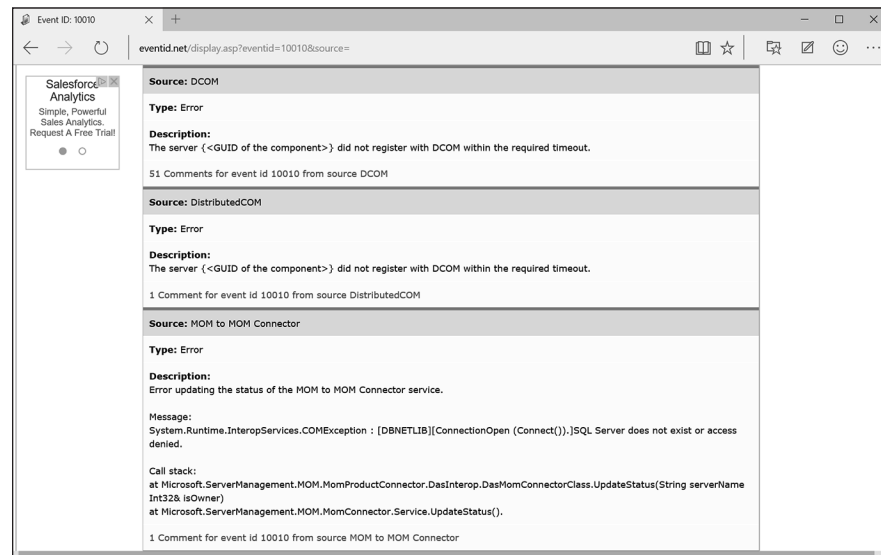 Event ID: 10010
eventid.net/display.asp?eventid=10010&source=
Salesforce
Analytics
Simple, Powerful
Sales Analytics.
Request A Free Trial!
Source: DCOM
Type: Error
Description:
The server {<GUID of the component>} did not register with DCOM within the required timeout.
51 Comments for event id 10010 from source DCOM
Source: DistributedCOM
Type: Error
Description:
The server {<GUID of the component>} did not register with DCOM within the required timeout.
1 Comment for event id 10010 from source DistributedCOM
Source: MOM to MOM Connector
Type: Error
Description:
Error updating the status of the MOM to MOM Connector service.
Message:
System.Runtime.InteropServices.COMException : [DBNETLIB][ConnectionOpen (Connect()).]SQL Server does not exist or access
denied.
Call stack:
at Microsoft.ServerManagement.MOM.MomProductConnector.DasInterop.DasMomConnectorClass.UpdateStatus(String serverName
Int32& isOwner)
at Microsoft.ServerManagement.MOM.MomConnector.Service.UpdateStatus().
1 Comment for event id 10010 from source MOM to MOM Connector